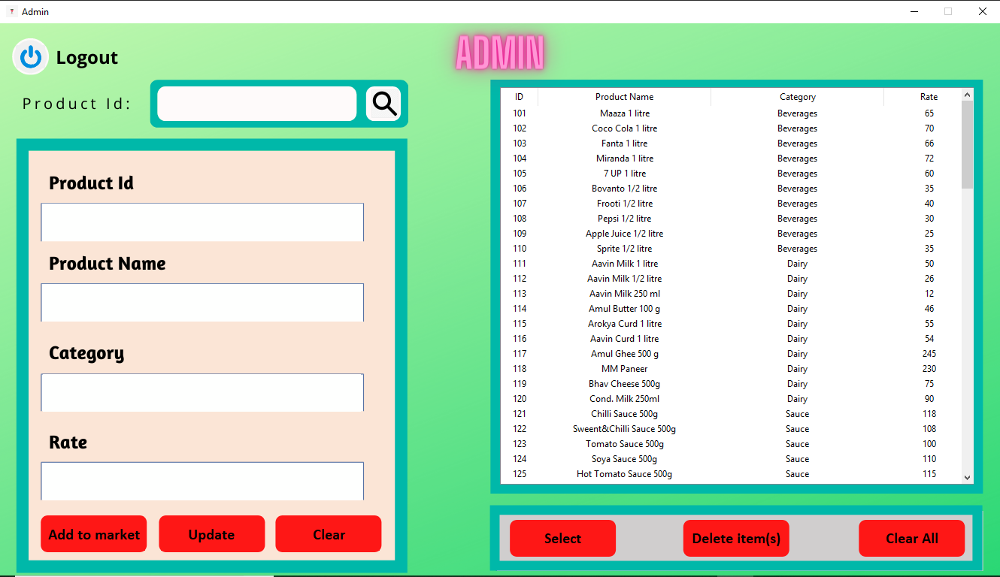 Admin
ADMIN
Logout
Product Id:
Product Id
Product Name
Category
Rate
Add to market Update Clear
ID Product Name Category Rate
101 Maaza 1 litre Beverages 65
102 Coco Cola 1 litre Beverages 70
103 Fanta 1 litre Beverages 66
104 Miranda 1 litre Beverages 72
105 7 UP 1 litre Beverages 60
106 Bovanto 1/2 litre Beverages 35
107 Frooti 1/2 litre Beverages 40
108 Pepsi 1/2 litre Beverages 30
109 Apple Juice 1/2 litre Beverages 25
110 Sprite 1/2 litre Beverages 35
111 Aavin Milk 1 litre Dairy 50
112 Aavin Milk 1/2 litre Dairy 26
113 Aavin Milk 250 ml Dairy 12
114 Amul Butter 100 g Dairy 46
115 Arokya Curd 1 litre Dairy 55
116 Aavin Curd 1 litre Dairy 54
117 Amul Ghee 500 g Dairy 245
118 MM Paneer Dairy 230
119 Bhav Cheese 500g Dairy 75
120 Cond. Milk 250ml Dairy 90
121 Chilli Sauce 500g Sauce 118
122 Sweent&Chilli Sauce 500g Sauce 108
123 Tomato Sauce 500g Sauce 100
124 Soya Sauce 500g Sauce 110
125 Hot Tomato Sauce 500g Sauce 115
Select Delete item(s) Clear All